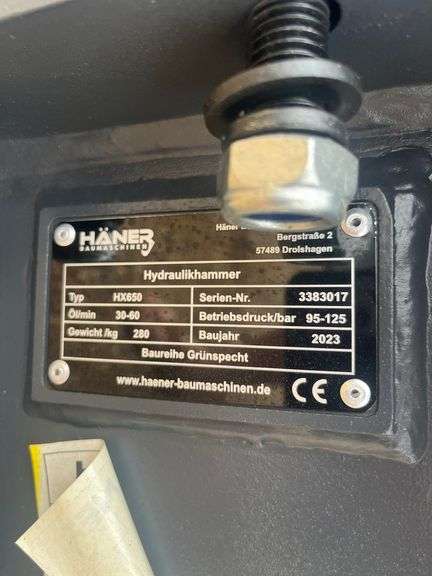 HÄNER
BAUMASCHINEN
Häner
Bergstraße 2
57489 Drolshagen
Hydraulikhammer
Typ HX650 Serien-Nr. 3383017
Öl/min 30-60 Betriebsdruck/bar 95-125
Gewicht /kg 280 Baujahr 2023
Baureihe Grünspecht
www.haener-baumaschinen.de CE